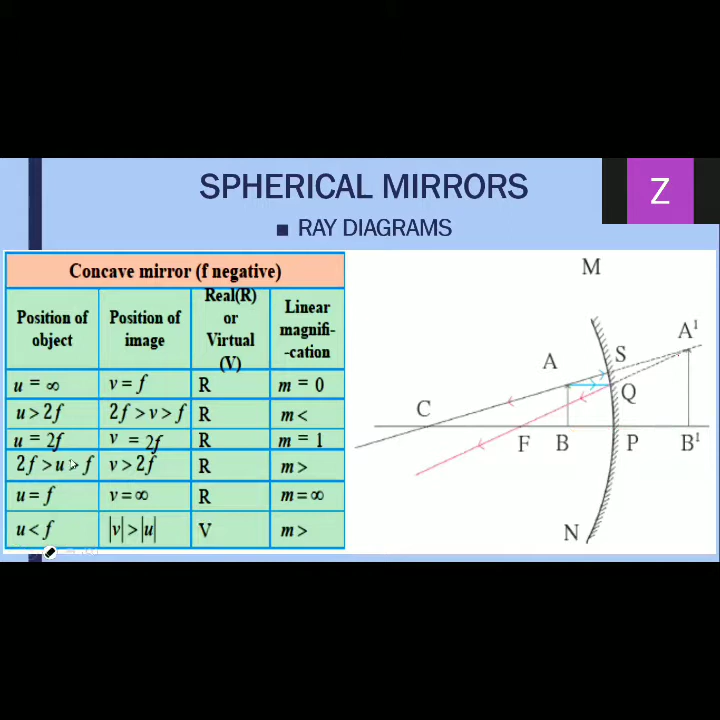 SPHERICAL MIRRORS
Z
■ RAY DIAGRAMS
Concave mirror (f negative)
Position of object Position of image Real(R) or Virtual (V) Linear magnifi- -cation
u = ∞ v = f R m = 0
u > 2f 2f > v > f R m <
u = 2f v = 2f R m = 1
2f > u > f v > 2f R m >
u = f v = ∞ R m = ∞
u < f |v| > |u| V m >
M
A S A¹
C Q
F B P B¹
N